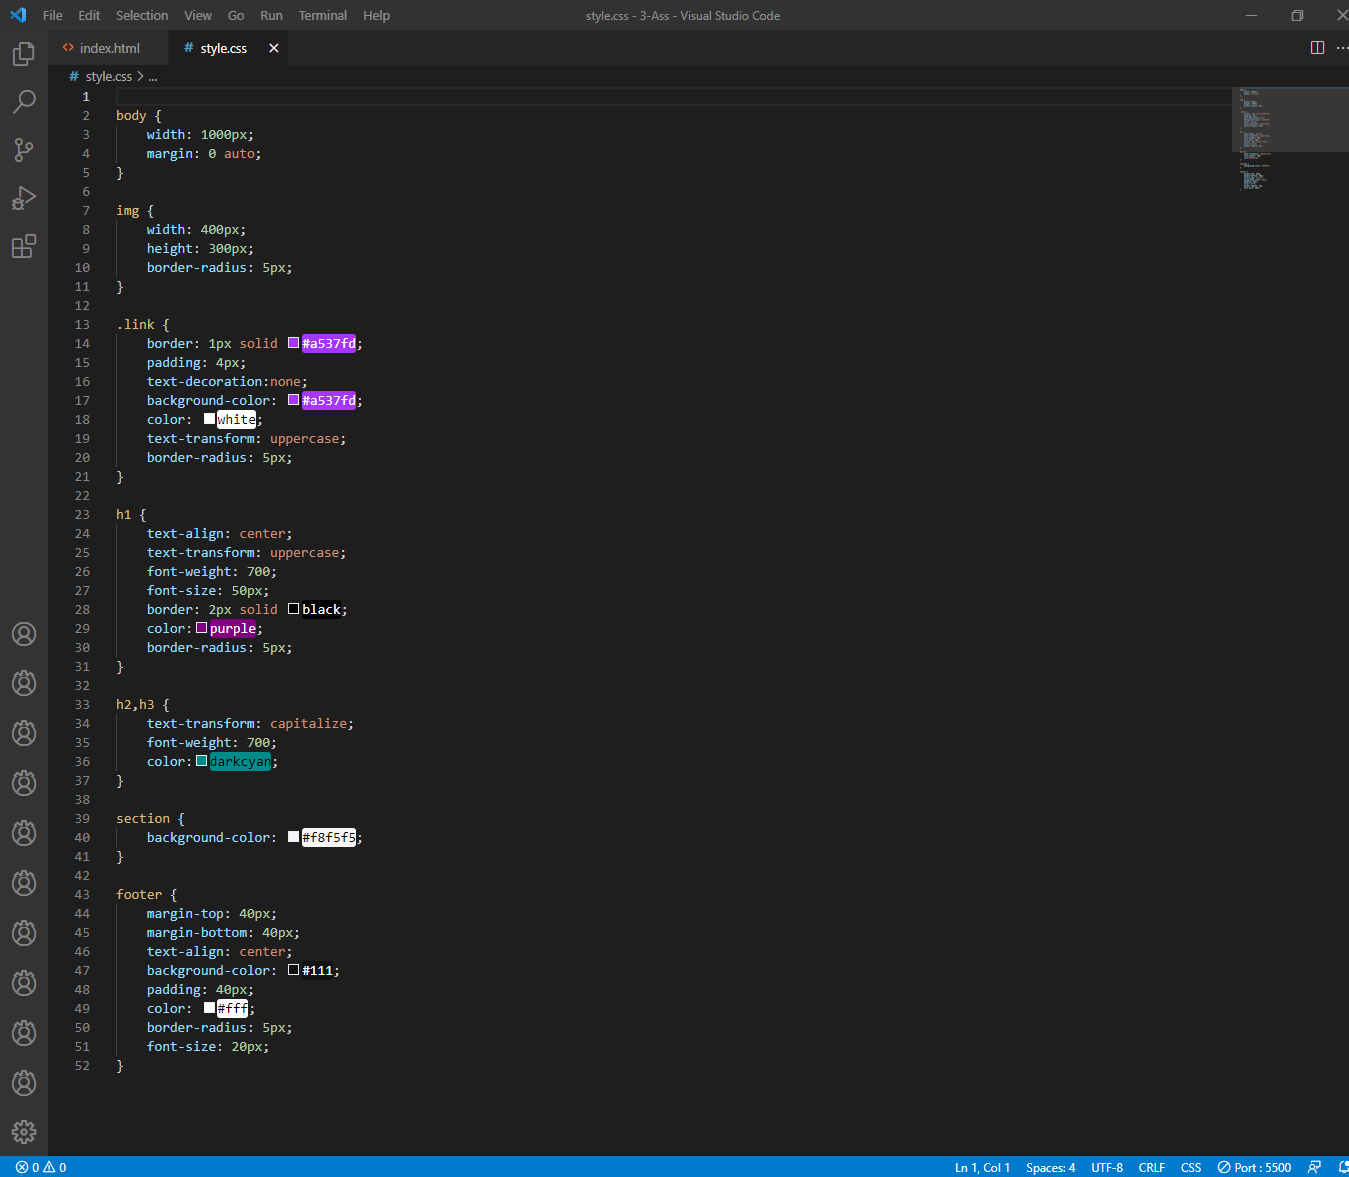 File Edit Selection View Go Run Terminal Help style.css - 3-Ass - Visual Studio Code
<> index.html # style.css ×
# style.css > ...
1
2 body {
3     width: 1000px;
4     margin: 0 auto;
5 }
6
7 img {
8     width: 400px;
9     height: 300px;
10     border-radius: 5px;
11 }
12
13 .link {
14     border: 1px solid #a537fd;
15     padding: 4px;
16     text-decoration:none;
17     background-color: #a537fd;
18     color: white;
19     text-transform: uppercase;
20     border-radius: 5px;
21 }
22
23 h1 {
24     text-align: center;
25     text-transform: uppercase;
26     font-weight: 700;
27     font-size: 50px;
28     border: 2px solid black;
29     color:purple;
30     border-radius: 5px;
31 }
32
33 h2,h3 {
34     text-transform: capitalize;
35     font-weight: 700;
36     color:darkcyan;
37 }
38
39 section {
40     background-color: #f8f5f5;
41 }
42
43 footer {
44     margin-top: 40px;
45     margin-bottom: 40px;
46     text-align: center;
47     background-color: #111;
48     padding: 40px;
49     color: #fff;
50     border-radius: 5px;
51     font-size: 20px;
52 }
0 0 Ln 1, Col 1 Spaces: 4 UTF-8 CRLF CSS Port : 5500